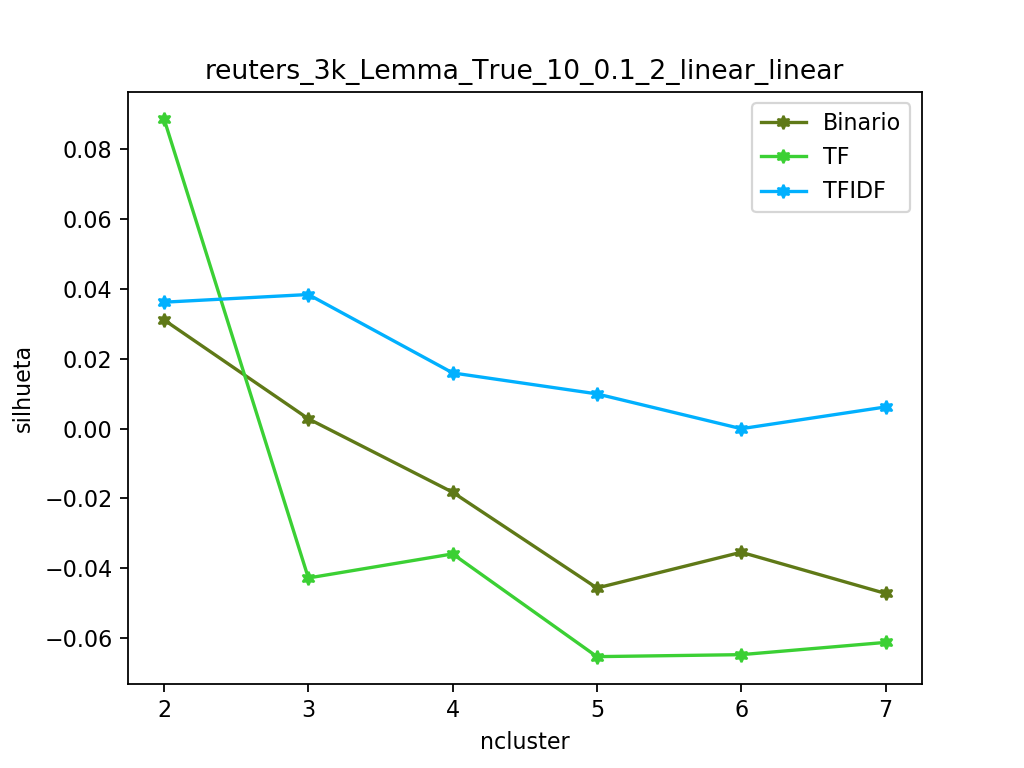 reuters_3k_Lemma_True_10_0.1_2_linear_linear
Binario
TF
TFIDF
silhueta
0.08
0.06
0.04
0.02
0.00
−0.02
−0.04
−0.06
2 3 4 5 6 7
ncluster